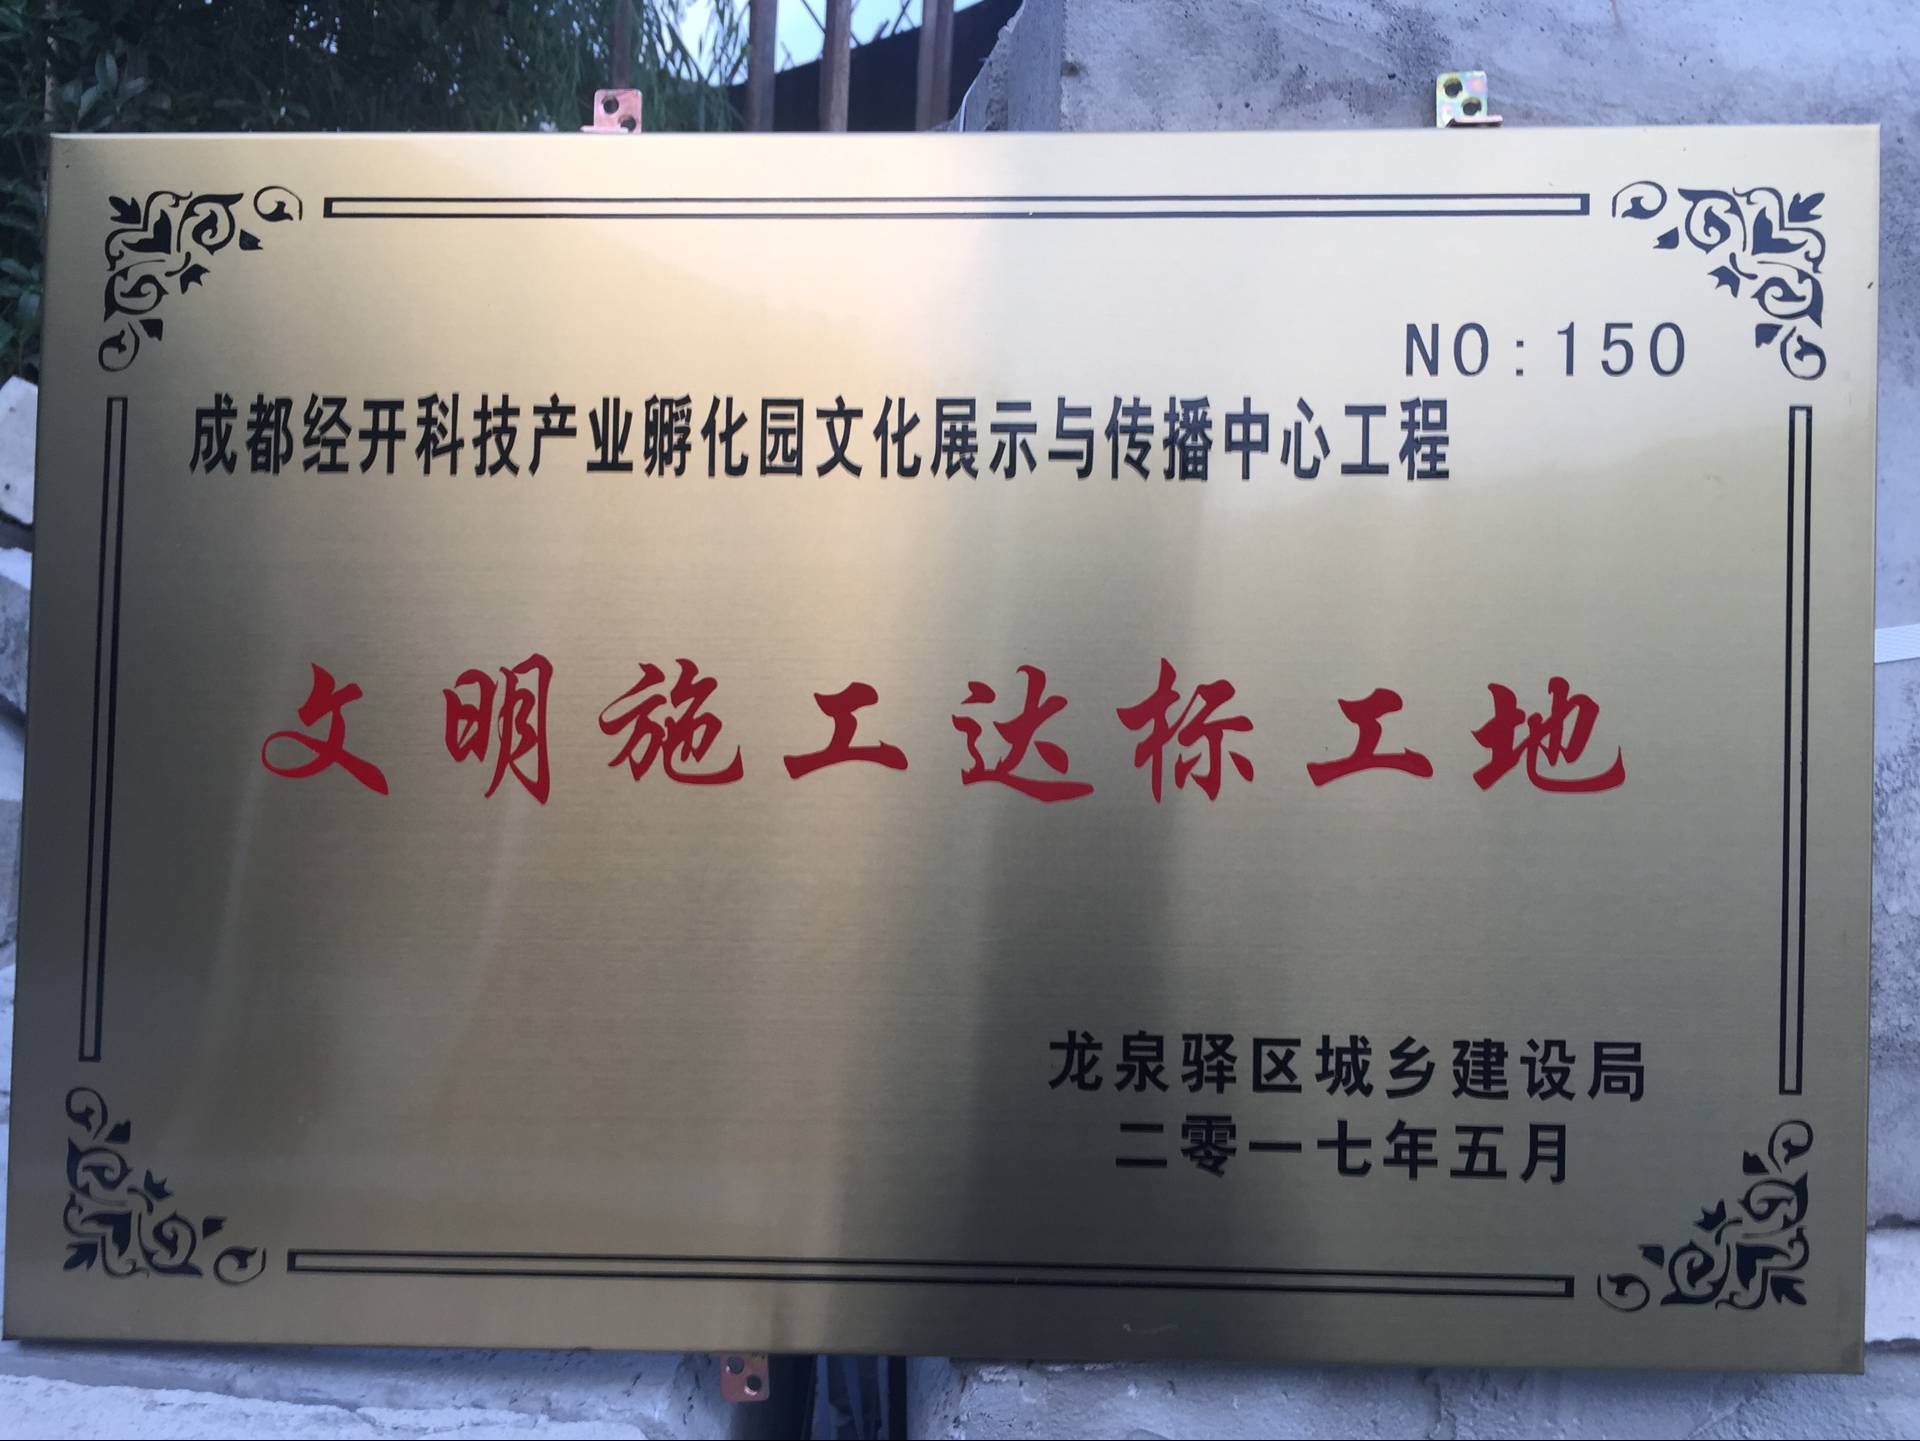 NO:150
成都经开科技产业孵化园文化展示与传播中心工程
文明施工达标工地
龙泉驿区城乡建设局
二零一七年五月